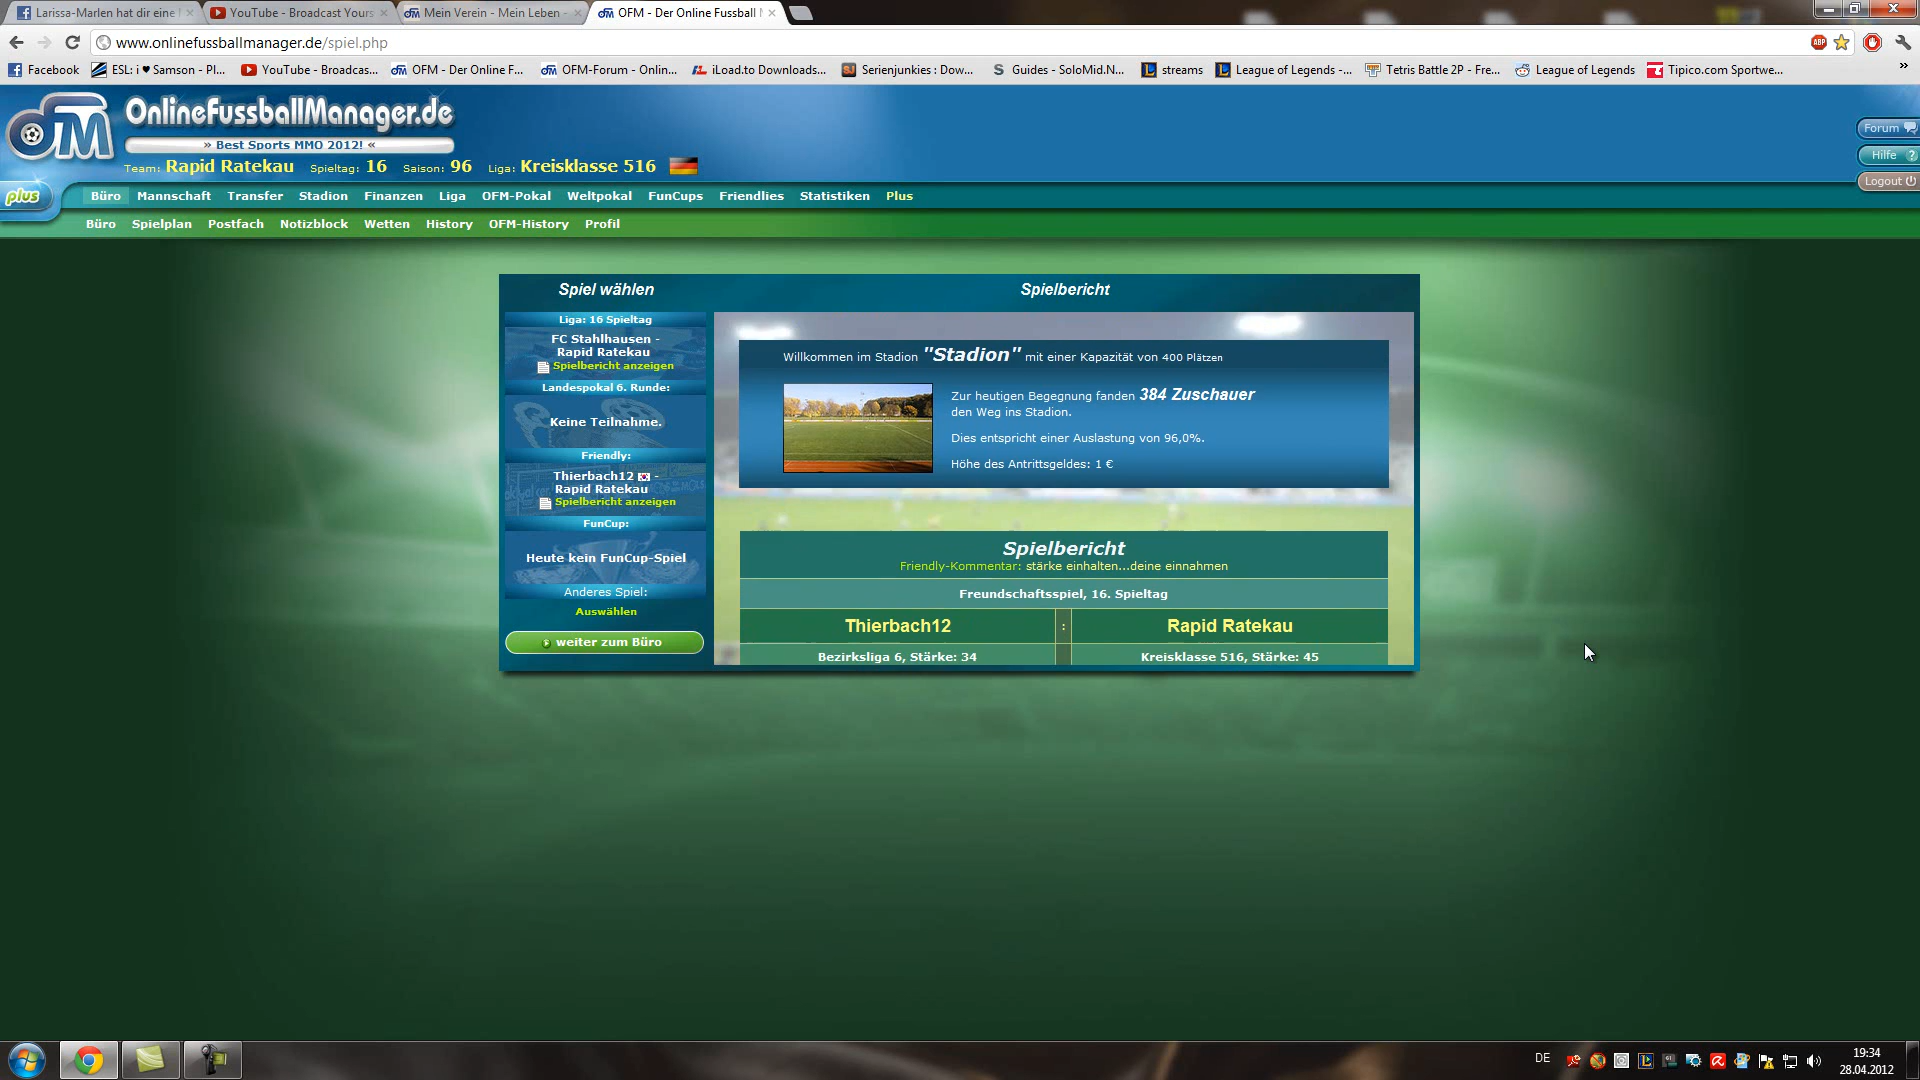 Larissa-Marlen hat dir eine
YouTube - Broadcast Yours
Mein Verein - Mein Leben -
OFM - Der Online Fussball M
www.onlinefussballmanager.de/spiel.php
ABP
Facebook
ESL: i ♥ Samson - Pl...
YouTube - Broadcas...
OFM - Der Online F...
OFM-Forum - Onlin...
iLoad.to Downloads...
Serienjunkies : Dow...
Guides - SoloMid.N...
streams
League of Legends -...
Tetris Battle 2P - Fre...
League of Legends
Tipico.com Sportwe...
»
OFM
OnlineFussballManager.de
» Best Sports MMO 2012! «
Team: Rapid Ratekau Spieltag: 16 Saison: 96 Liga: Kreisklasse 516
Forum
Hilfe ?
Logout
plus
Büro Mannschaft Transfer Stadion Finanzen Liga OFM-Pokal Weltpokal FunCups Friendlies Statistiken Plus
Büro Spielplan Postfach Notizblock Wetten History OFM-History Profil
Spiel wählen
Liga: 16 Spieltag
FC Stahlhausen -
Rapid Ratekau
Spielbericht anzeigen
Landespokal 6. Runde:
Keine Teilnahme.
Friendly:
Thierbach12 -
Rapid Ratekau
Spielbericht anzeigen
FunCup:
Heute kein FunCup-Spiel
Anderes Spiel:
Auswählen
weiter zum Büro
Spielbericht
Willkommen im Stadion "Stadion" mit einer Kapazität von 400 Plätzen
Zur heutigen Begegnung fanden 384 Zuschauer
den Weg ins Stadion.
Dies entspricht einer Auslastung von 96,0%.
Höhe des Antrittsgeldes: 1 €
Spielbericht
Friendly-Kommentar: stärke einhalten...deine einnahmen
Freundschaftsspiel, 16. Spieltag
Thierbach12 : Rapid Ratekau
Bezirksliga 6, Stärke: 34
Kreisklasse 516, Stärke: 45
DE
19:34
28.04.2012